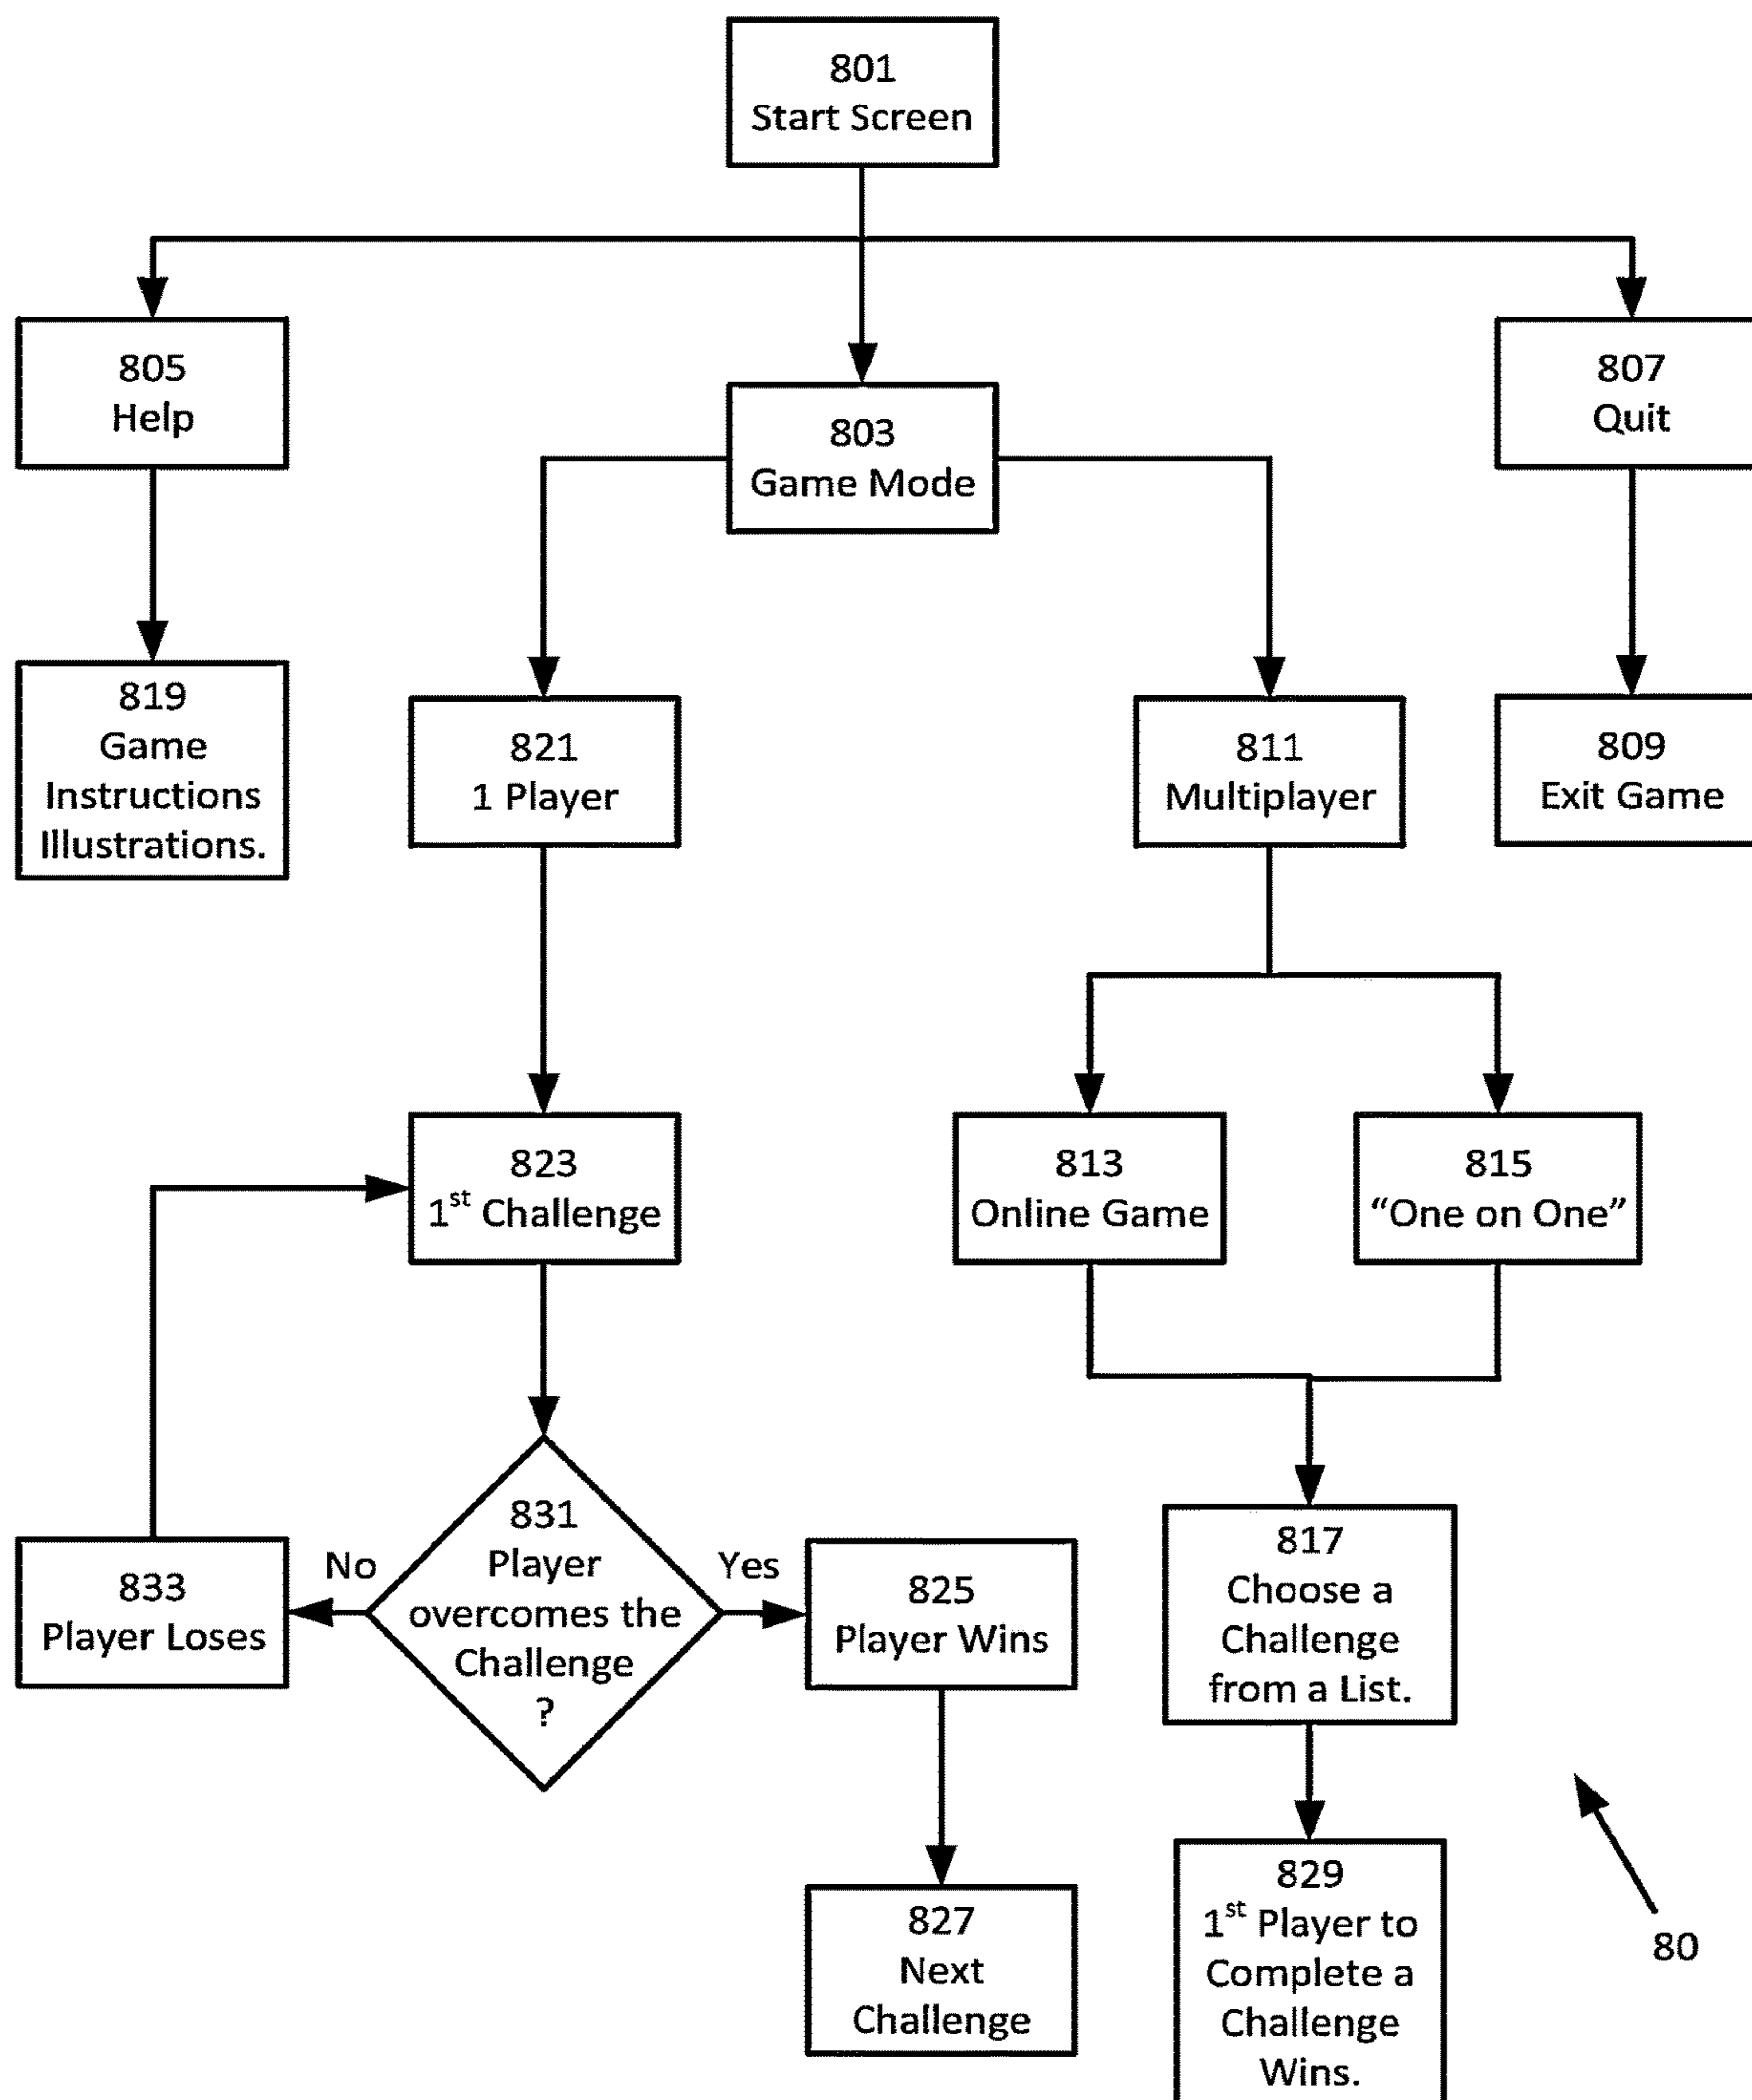 801
Start Screen
805
Help
803
Game Mode
807
Quit
819
Game
Instructions
Illustrations.
821
1 Player
811
Multiplayer
809
Exit Game
823
1st Challenge
813
Online Game
815
“One on One”
831
Player
overcomes the
Challenge
?
No
Yes
833
Player Loses
825
Player Wins
817
Choose a
Challenge
from a List.
827
Next
Challenge
829
1st Player to
Complete a
Challenge
Wins.
80